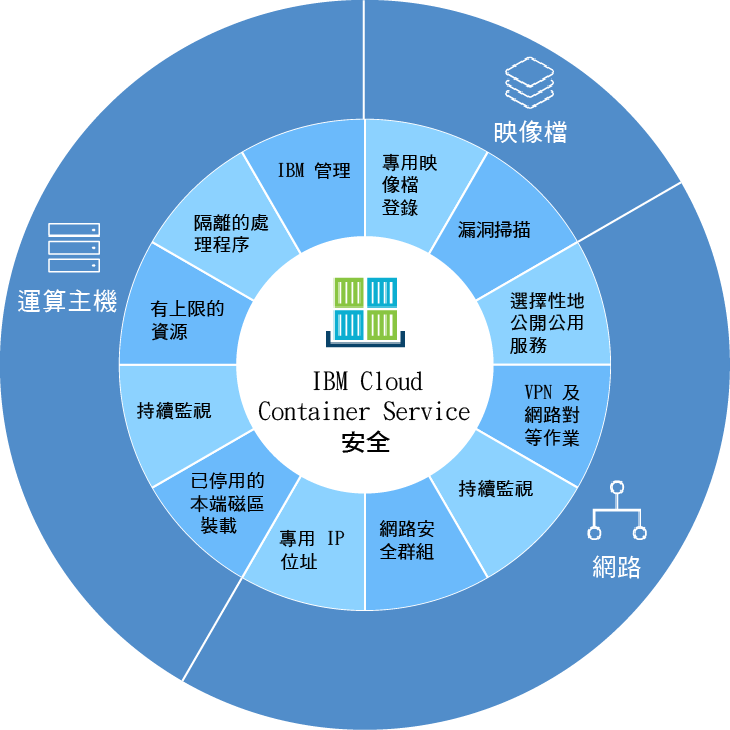 映像檔
IBM 管理
專用映
像檔
登錄
隔離的處
理程序
漏洞掃描
運算主機
有上限的
資源
選擇性地
公開公用
服務
IBM Cloud
Container Service
安全
持續監視
VPN 及
網路對
等作業
已停用的
本端磁區
裝載
持續監視
專用 IP
位址
網路安
全群組
網路